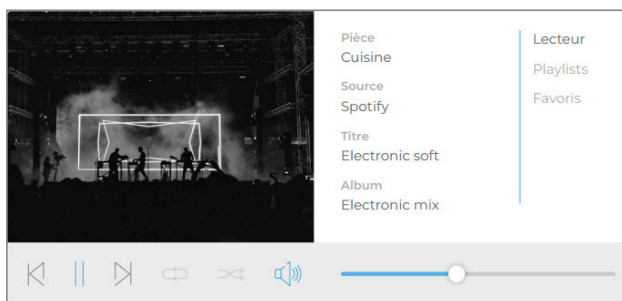 Pièce
Cuisine
Source
Spotify
Titre
Electronic soft
Album
Electronic mix
Lecteur
Playlists
Favoris